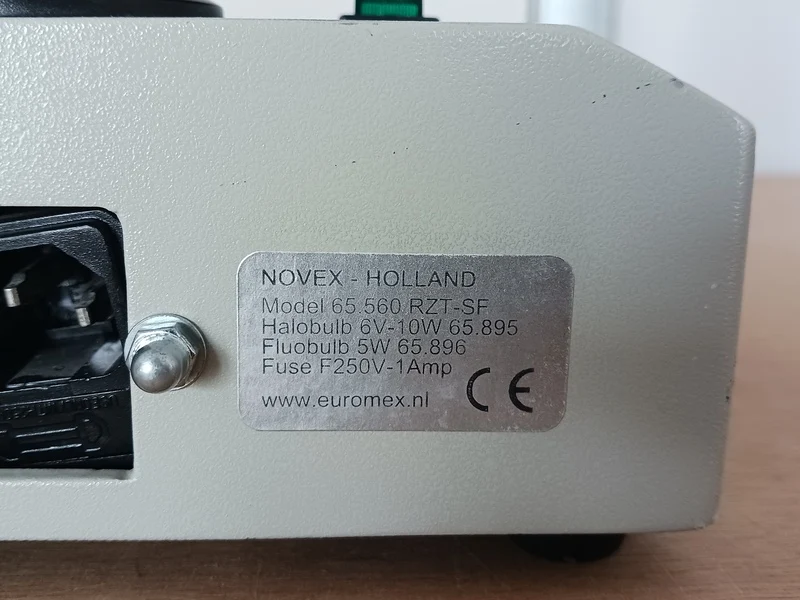 NOVEX - HOLLAND
Model 65.560 RZT-SF
Halobulb 6V-10W 65.895
Fluobulb 5W 65.896
Fuse F250V-1Amp
CE
www.euromex.nl